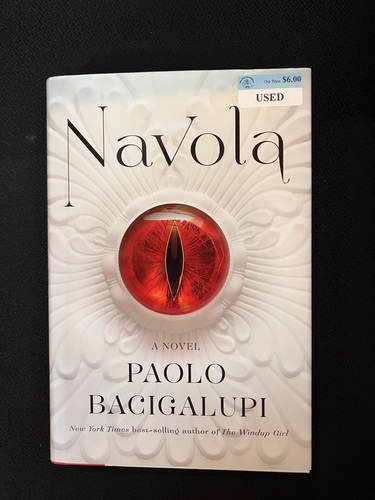 Our Price $6.00
USED
Navola
A NOVEL
PAOLO
BACIGALUPI
New York Times best-selling author of The Windup Girl